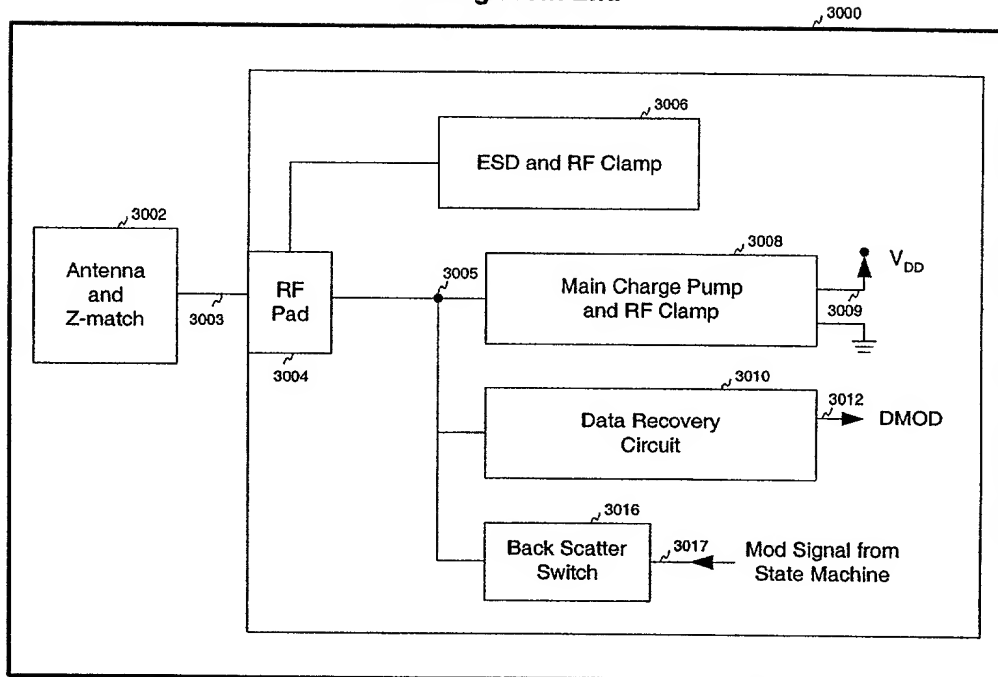 3000
3006
ESD and RF Clamp
3002
Antenna
and
Z-match
3003
RF
Pad
3004
3005
3008
Main Charge Pump
and RF Clamp
VDD
3009
3010
Data Recovery
Circuit
3012
DMOD
3016
Back Scatter
Switch
3017
Mod Signal from
State Machine